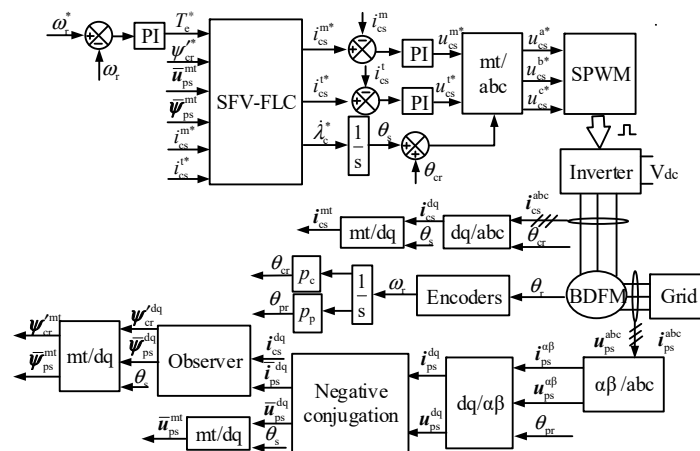 ω_r^* PI T_e^* SFV-FLC i_cs^{m*} i_cs^m PI u_cs^{m*} mt/abc u_cs^{a*} SPWM
ω_r ψ'_cr^* ū_ps^{mt} ψ̄_ps^{mt} i_cs^{m*} i_cs^{t*}
i_cs^{t*} i_cs^t PI u_cs^{t*} u_cs^{b*} u_cs^{c*}
λ̇_c^* 1/s θ_s θ_cr
Inverter V_dc
i_cs^{mt} mt/dq i_cs^{dq} θ_s dq/abc i_cs^{abc} θ_cr
θ_cr p_c θ_pr p_p 1/s ω_r Encoders θ_r BDFM Grid
u_ps^{abc} i_ps^{abc}
ψ'_cr^{mt} ψ̄_ps^{mt} mt/dq ψ'_cr^{dq} ψ̄_ps^{dq} θ_s Observer i_cs^{dq} ī_ps^{dq} Negative conjugation i_ps^{dq} dq/αβ i_ps^{αβ} αβ/abc
ū_ps^{mt} mt/dq ū_ps^{dq} θ_s u_ps^{dq} u_ps^{αβ} θ_pr